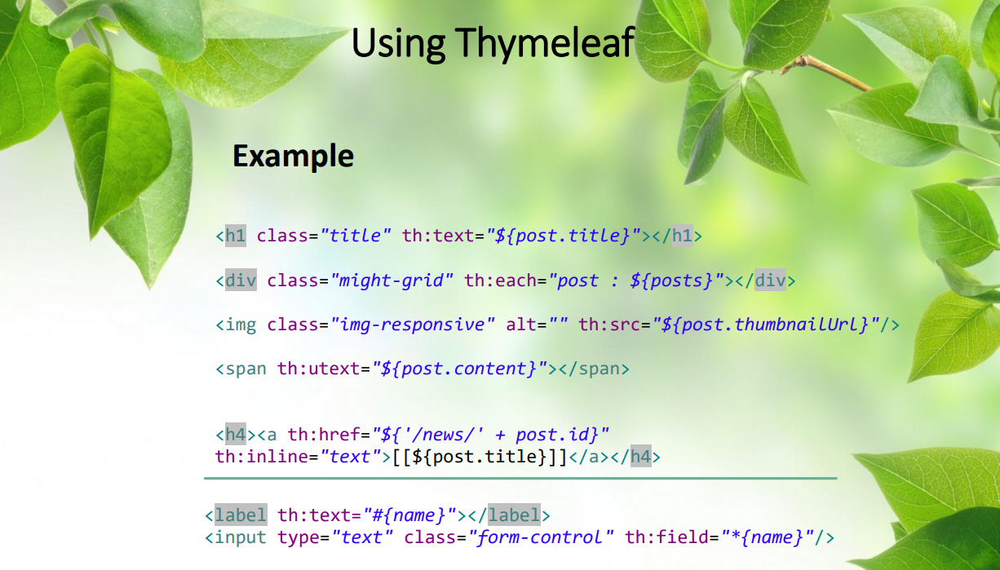 Using Thymeleaf
Example
<h1 class="title" th:text="${post.title}"></h1>
<div class="might-grid" th:each="post : ${posts}"></div>
<img class="img-responsive" alt="" th:src="${post.thumbnailUrl}"/>
<span th:utext="${post.content}"></span>
<h4><a th:href="${'/news/' + post.id}"
th:inline="text">[[${post.title}]]</a></h4>
<label th:text="#{name}"></label>
<input type="text" class="form-control" th:field="*{name}"/>